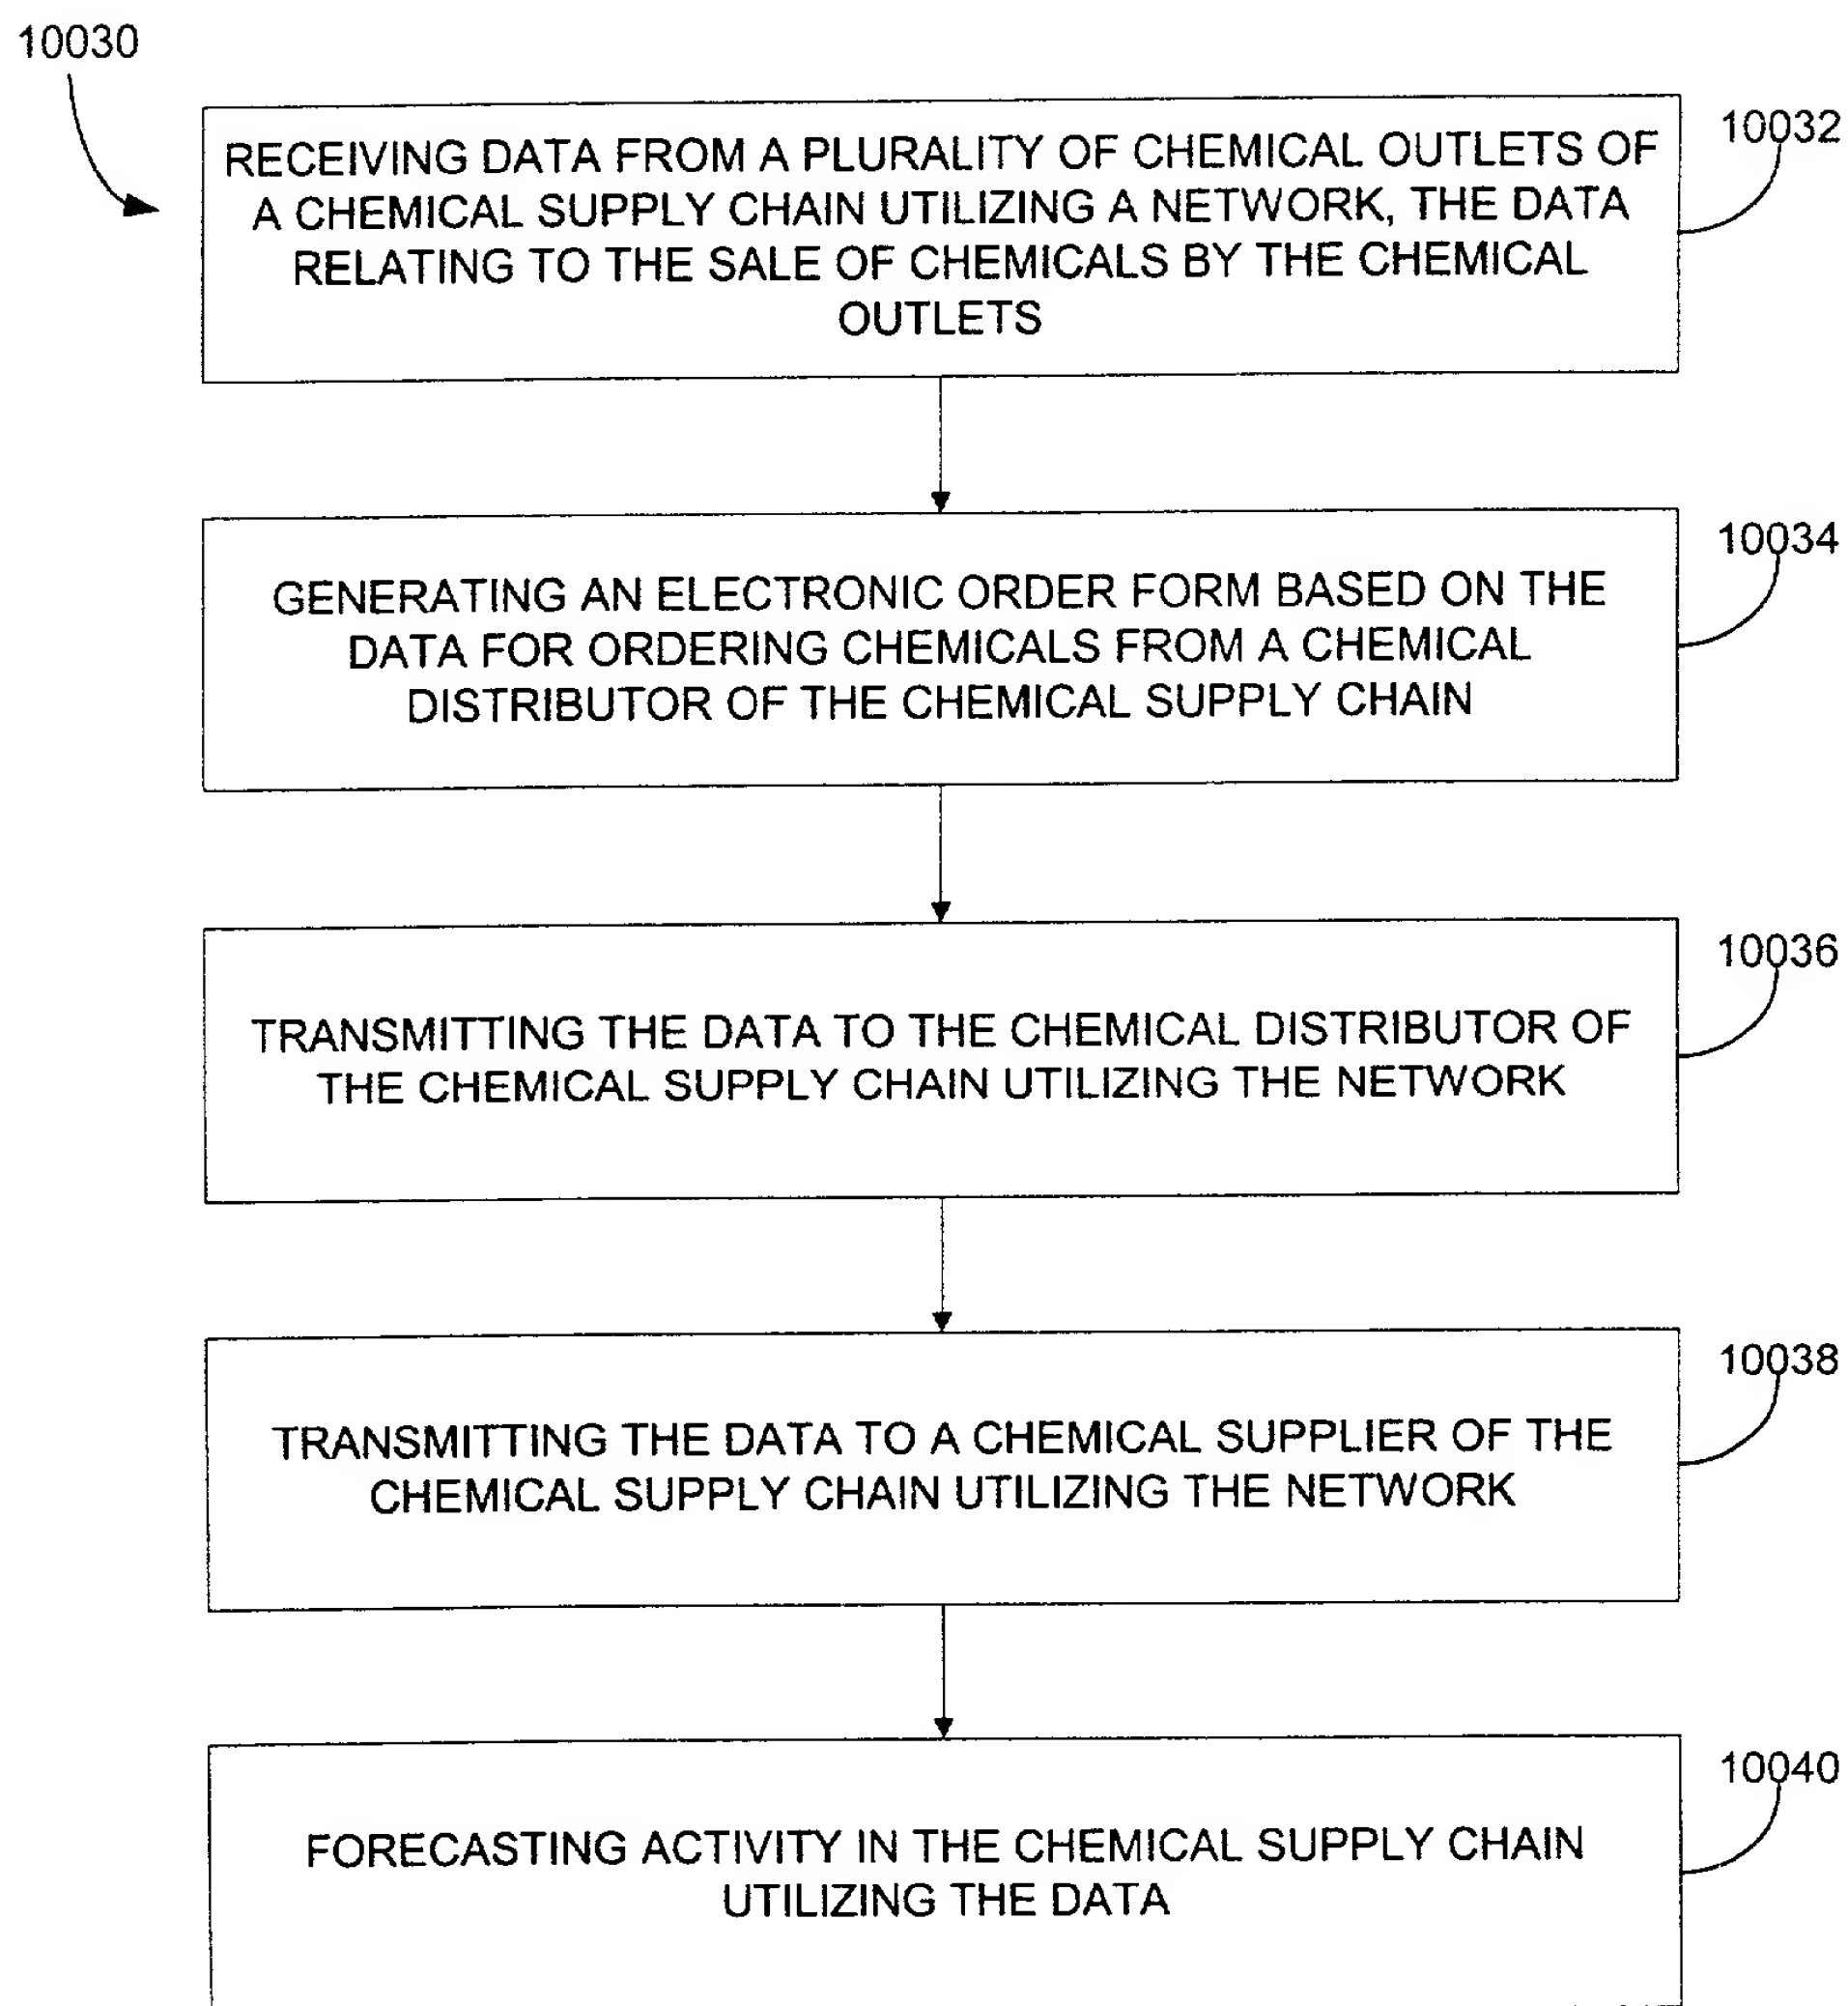 10030
10032
RECEIVING DATA FROM A PLURALITY OF CHEMICAL OUTLETS OF
A CHEMICAL SUPPLY CHAIN UTILIZING A NETWORK, THE DATA
RELATING TO THE SALE OF CHEMICALS BY THE CHEMICAL
OUTLETS
10034
GENERATING AN ELECTRONIC ORDER FORM BASED ON THE
DATA FOR ORDERING CHEMICALS FROM A CHEMICAL
DISTRIBUTOR OF THE CHEMICAL SUPPLY CHAIN
10036
TRANSMITTING THE DATA TO THE CHEMICAL DISTRIBUTOR OF
THE CHEMICAL SUPPLY CHAIN UTILIZING THE NETWORK
10038
TRANSMITTING THE DATA TO A CHEMICAL SUPPLIER OF THE
CHEMICAL SUPPLY CHAIN UTILIZING THE NETWORK
10040
FORECASTING ACTIVITY IN THE CHEMICAL SUPPLY CHAIN
UTILIZING THE DATA